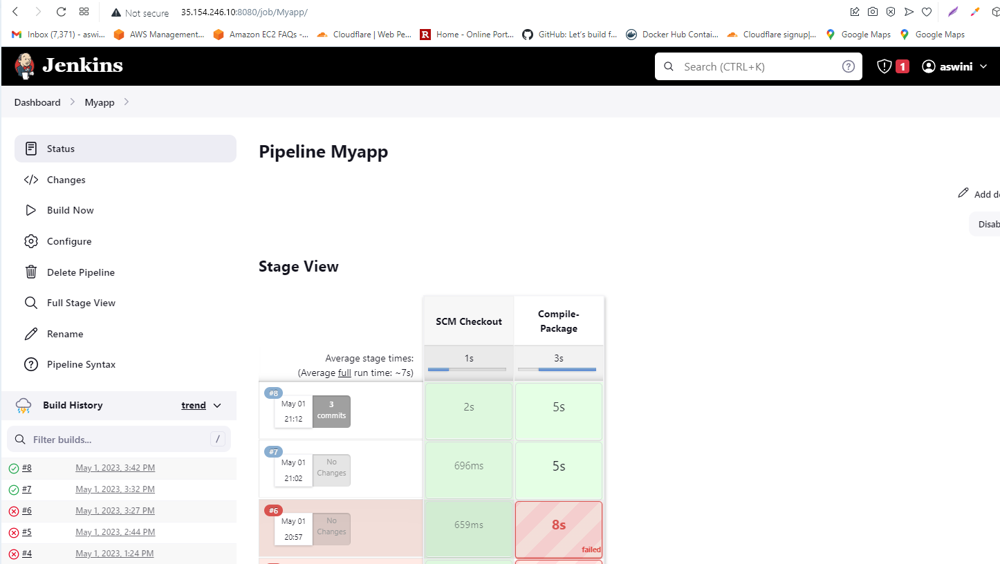 Not secure 35.154.246.10:8080/job/Myapp/
Inbox (7,371) - aswi... AWS Management... Amazon EC2 FAQs -... Cloudflare | Web Pe... Home - Online Port... GitHub: Let's build f... Docker Hub Contai... Cloudflare signup|... Google Maps Google Maps
Jenkins
Search (CTRL+K)
1
aswini
Dashboard Myapp
Status
Changes
Build Now
Configure
Delete Pipeline
Full Stage View
Rename
Pipeline Syntax
Build History trend
Filter builds... /
#8 May 1, 2023, 3:42 PM
#7 May 1, 2023, 3:32 PM
#6 May 1, 2023, 3:27 PM
#5 May 1, 2023, 2:44 PM
#4 May 1, 2023, 1:24 PM
Pipeline Myapp
Add de
Disab
Stage View
SCM Checkout
Compile-
Package
Average stage times:
(Average full run time: ~7s)
1s
3s
#8
May 01
21:12
3
commits
2s
5s
#7
May 01
21:02
No
Changes
696ms
5s
#6
May 01
20:57
No
Changes
659ms
8s
failed